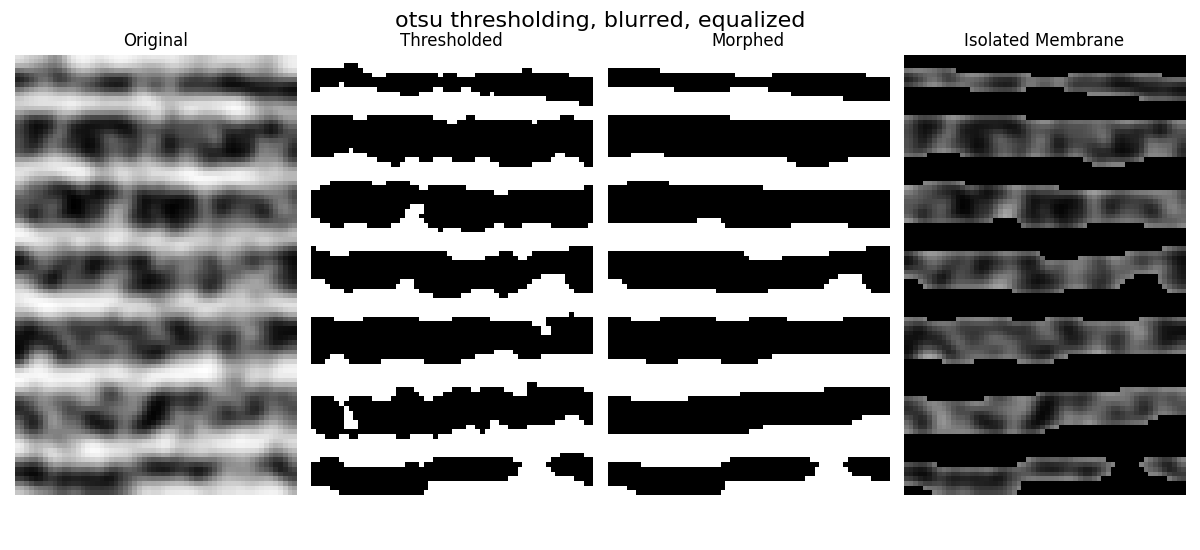 otsu thresholding, blurred, equalized
Original
Thresholded
Morphed
Isolated Membrane